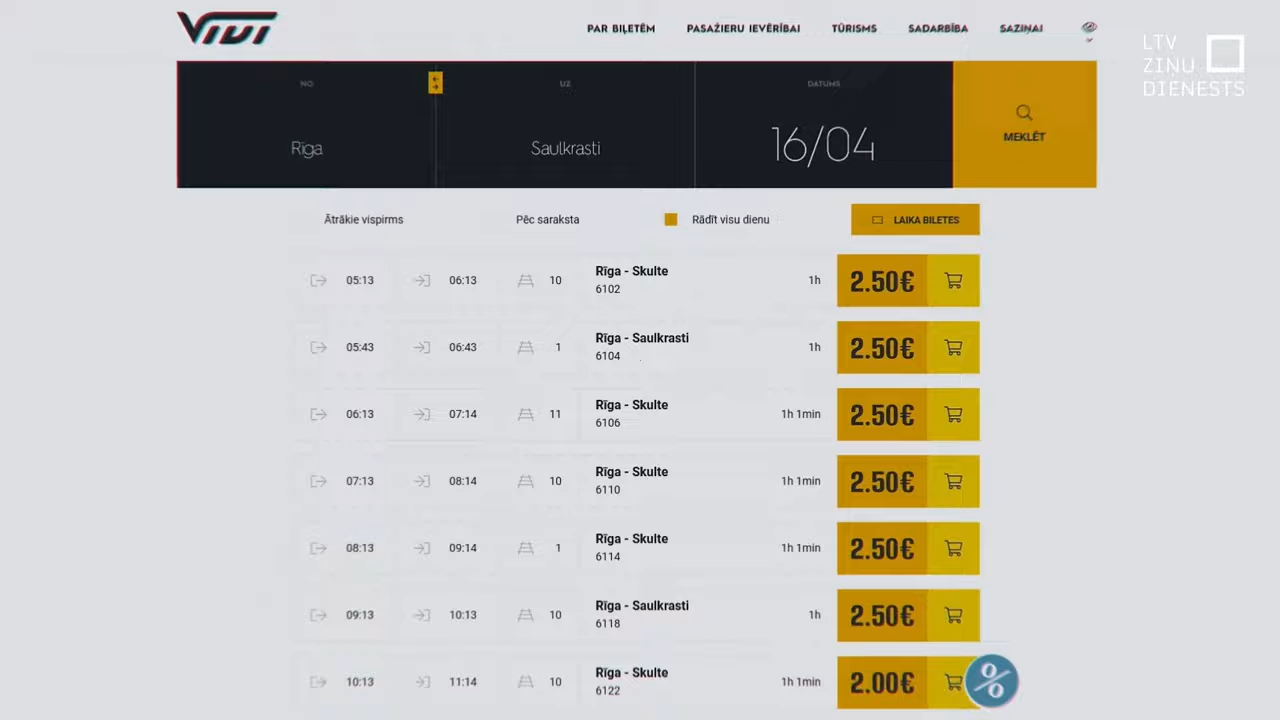 VIVI
PAR BIĻETĒM PASAŽIERU IEVĒRĪBAI TŪRISMS SADARBĪBA SAZIŅAI
LTV
ZIŅU
DIENESTS
NO UZ DATUMS
Rīga Saulkrasti 16/04 MEKLĒT
Ātrākie vispirms Pēc saraksta Rādīt visu dienu LAIKA BIĻETES
05:13 06:13 10 Rīga - Skulte 1h 2.50€
6102
05:43 06:43 1 Rīga - Saulkrasti 1h 2.50€
6104
06:13 07:14 11 Rīga - Skulte 1h 1min 2.50€
6106
07:13 08:14 10 Rīga - Skulte 1h 1min 2.50€
6110
08:13 09:14 1 Rīga - Skulte 1h 1min 2.50€
6114
09:13 10:13 10 Rīga - Saulkrasti 1h 2.50€
6118
10:13 11:14 10 Rīga - Skulte 1h 1min 2.00€ %
6122